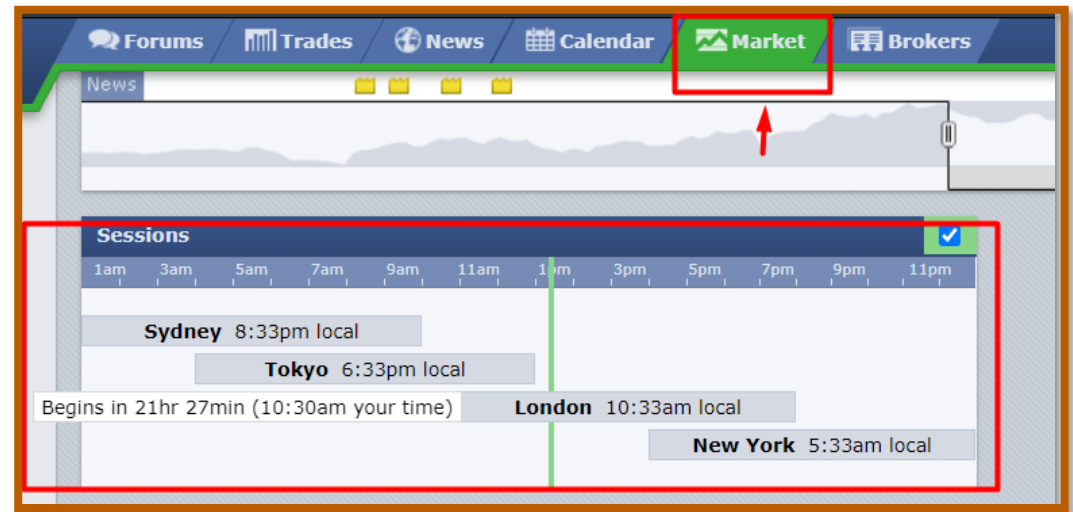 Forums Trades News Calendar Market Brokers
News
Sessions
1am 3am 5am 7am 9am 11am 1pm 3pm 5pm 7pm 9pm 11pm
Sydney 8:33pm local
Tokyo 6:33pm local
Begins in 21hr 27min (10:30am your time) London 10:33am local
New York 5:33am local